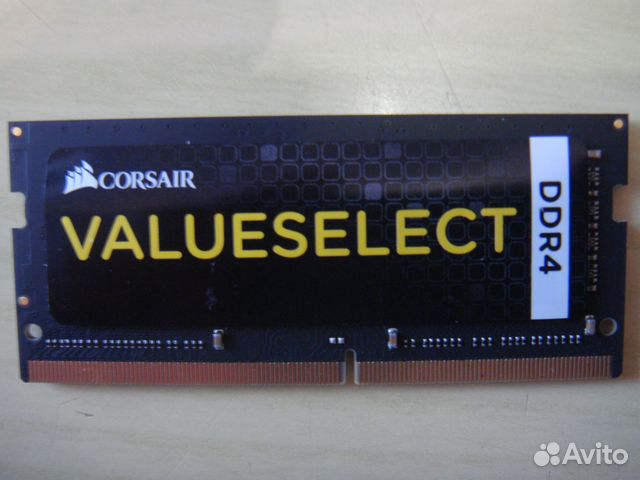 CORSAIR
VALUESELECT
DDR4
Avito